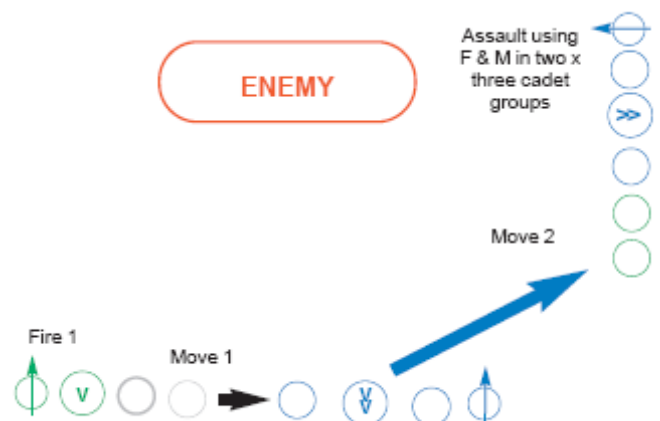 Assault using
F & M in two x
three cadet
groups
ENEMY
>>
Move 2
Fire 1
Move 1
V
V
V